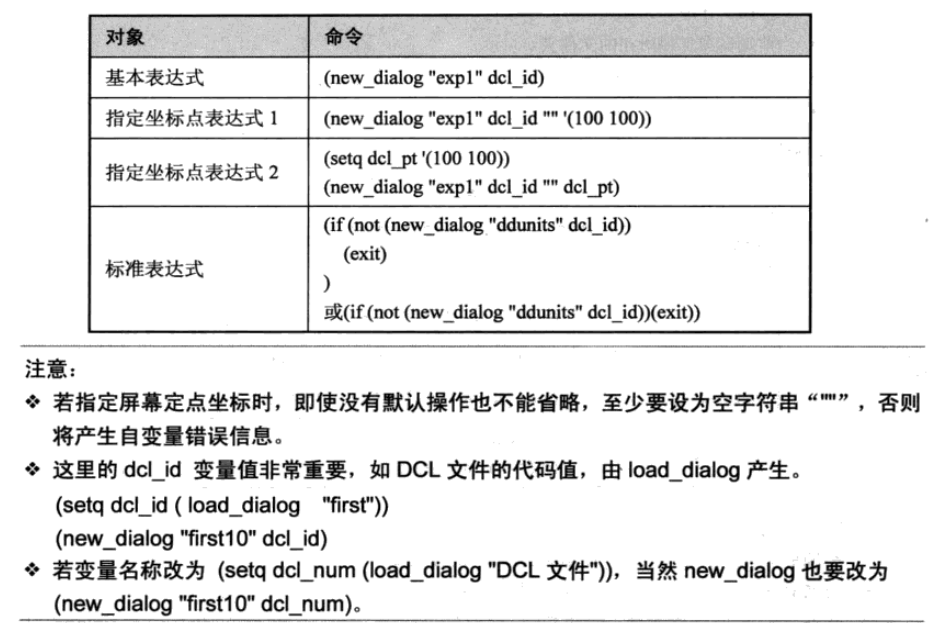 对象 命令
基本表达式 (new_dialog "exp1" dcl_id)
指定坐标点表达式 1 (new_dialog "exp1" dcl_id "" '(100 100))
指定坐标点表达式 2 (setq dcl_pt '(100 100))
(new_dialog "exp1" dcl_id "" dcl_pt)
标准表达式 (if (not (new_dialog "ddunits" dcl_id))
(exit)
)
或(if (not (new_dialog "ddunits" dcl_id))(exit))
注意：
❖ 若指定屏幕定点坐标时，即使没有默认操作也不能省略，至少要设为空字符串“""”，否则
将产生自变量错误信息。
❖ 这里的 dcl_id 变量值非常重要，如 DCL 文件的代码值，由 load_dialog 产生。
(setq dcl_id ( load_dialog "first"))
(new_dialog "first10" dcl_id)
❖ 若变量名称改为 (setq dcl_num (load_dialog "DCL 文件"))，当然 new_dialog 也要改为
(new_dialog "first10" dcl_num)。